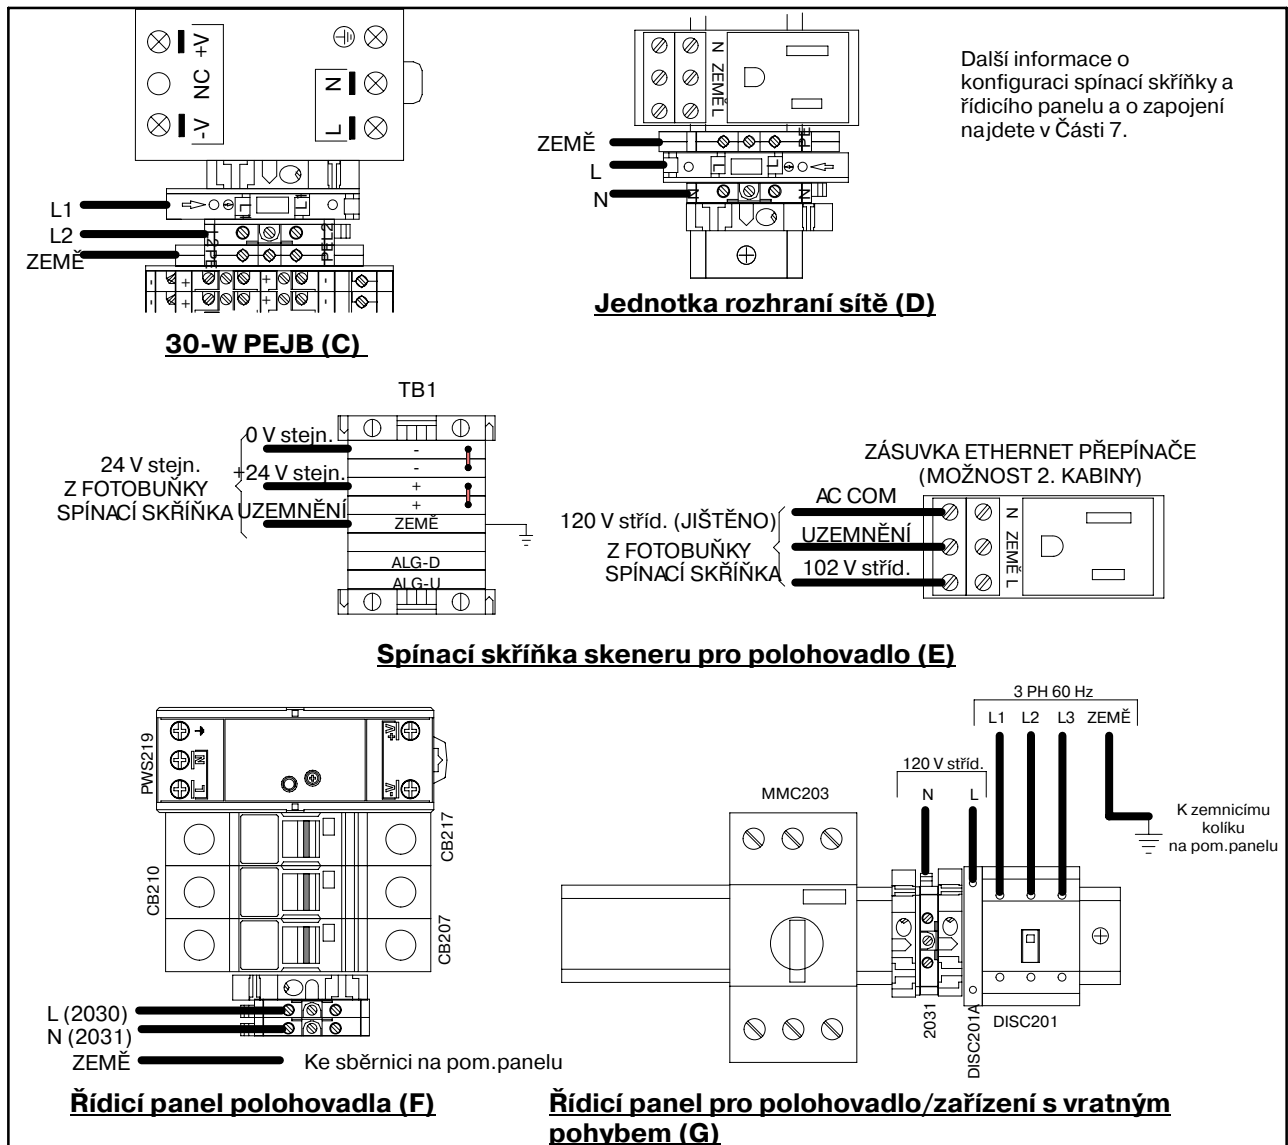 +V
NC
-V
N
L
L1
L2
ZEMĚ
L2
PE
PE
L2
30-W PEJB (C)
N
ZEMĚ
L
ZEMĚ
L
N
PE
L
L
N
N
Jednotka rozhraní sítě (D)
Další informace o
konfiguraci spínací skříňky a
řídicího panelu a o zapojení
najdete v Části 7.
TB1
0 V stejn.
24 V stejn.
+24 V stejn.
Z FOTOBUŇKY
SPÍNACÍ SKŘÍŇKA
UZEMNĚNÍ
-
-
+
+
ZEMĚ
ALG-D
ALG-U
ZÁSUVKA ETHERNET PŘEPÍNAČE
(MOŽNOST 2. KABINY)
AC COM
120 V stříd. (JIŠTĚNO)
UZEMNĚNÍ
Z FOTOBUŇKY
SPÍNACÍ SKŘÍŇKA
102 V stříd.
N
ZEMĚ
L
Spínací skříňka skeneru pro polohovadlo (E)
PWS219
N
L
+V
-V
CB217
CB210
CB207
L (2030)
N (2031)
ZEMĚ
Ke sběrnici na pom.panelu
Řídicí panel polohovadla (F)
3 PH 60 Hz
L1 L2 L3 ZEMĚ
120 V stříd.
N L
MMC203
K zemnicímu
kolíku
na pom.panelu
2031
DISC201A
DISC201
Řídicí panel pro polohovadlo/zařízení s vratným
pohybem (G)